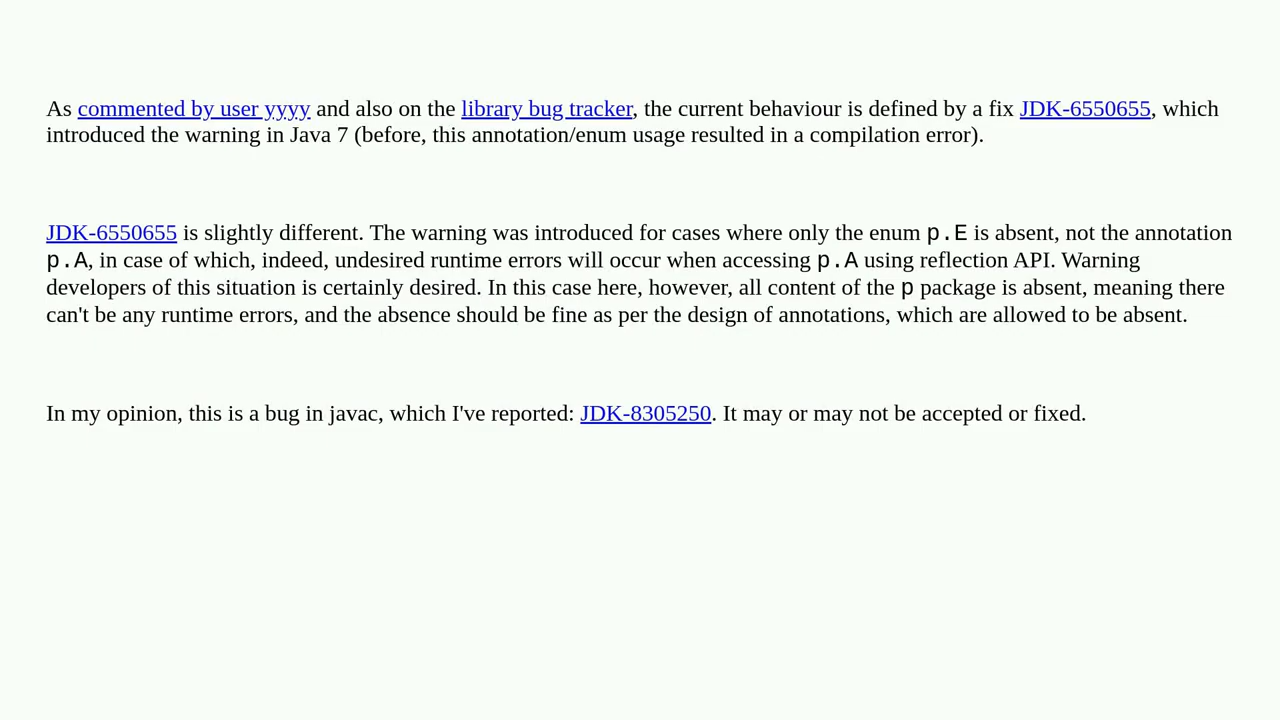 As commented by user yyyy and also on the library bug tracker, the current behaviour is defined by a fix JDK-6550655, which
introduced the warning in Java 7 (before, this annotation/enum usage resulted in a compilation error).
JDK-6550655 is slightly different. The warning was introduced for cases where only the enum p.E is absent, not the annotation
p.A, in case of which, indeed, undesired runtime errors will occur when accessing p.A using reflection API. Warning
developers of this situation is certainly desired. In this case here, however, all content of the p package is absent, meaning there
can't be any runtime errors, and the absence should be fine as per the design of annotations, which are allowed to be absent.
In my opinion, this is a bug in javac, which I've reported: JDK-8305250. It may or may not be accepted or fixed.